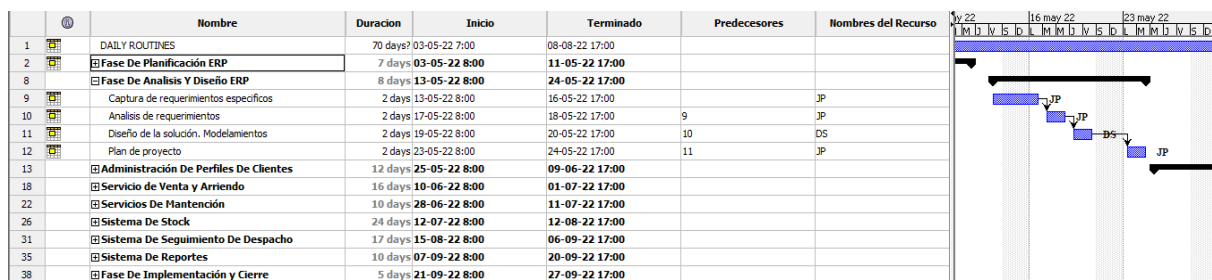 Nombre Duracion Inicio Terminado Predecesores Nombres del Recurso y 22 16 may 22 23 may 22
M J V S D L M M J V S D L M M J V S D
1 DAILY ROUTINES 70 days? 03-05-22 7:00 08-08-22 17:00
2 Fase De Planificación ERP 7 days 03-05-22 8:00 11-05-22 17:00
8 Fase De Analisis Y Diseño ERP 8 days 13-05-22 8:00 24-05-22 17:00
9 Captura de requerimientos especificos 2 days 13-05-22 8:00 16-05-22 17:00 JP JP
10 Analisis de requerimientos 2 days 17-05-22 8:00 18-05-22 17:00 9 JP JP
11 Diseño de la solución. Modelamientos 2 days 19-05-22 8:00 20-05-22 17:00 10 DS DS
12 Plan de proyecto 2 days 23-05-22 8:00 24-05-22 17:00 11 JP JP
13 Administración De Perfiles De Clientes 12 days 25-05-22 8:00 09-06-22 17:00
18 Servicio de Venta y Arriendo 16 days 10-06-22 8:00 01-07-22 17:00
22 Servicios De Mantención 10 days 28-06-22 8:00 11-07-22 17:00
26 Sistema De Stock 24 days 12-07-22 8:00 12-08-22 17:00
31 Sistema De Seguimiento De Despacho 17 days 15-08-22 8:00 06-09-22 17:00
35 Sistema De Reportes 10 days 07-09-22 8:00 20-09-22 17:00
38 Fase De Implementación y Cierre 5 days 21-09-22 8:00 27-09-22 17:00